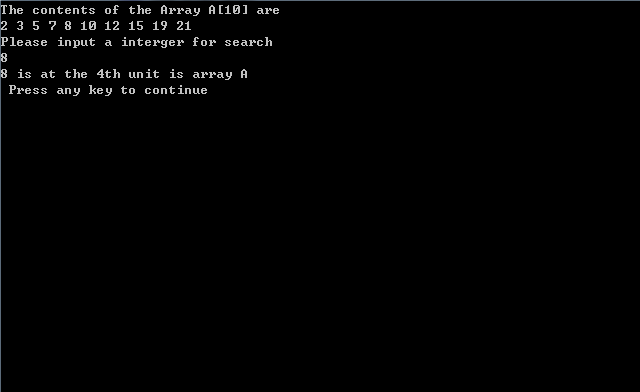 The contents of the Array A[10] are
2 3 5 7 8 10 12 15 19 21
Please input a interger for search
8
8 is at the 4th unit is array A
Press any key to continue